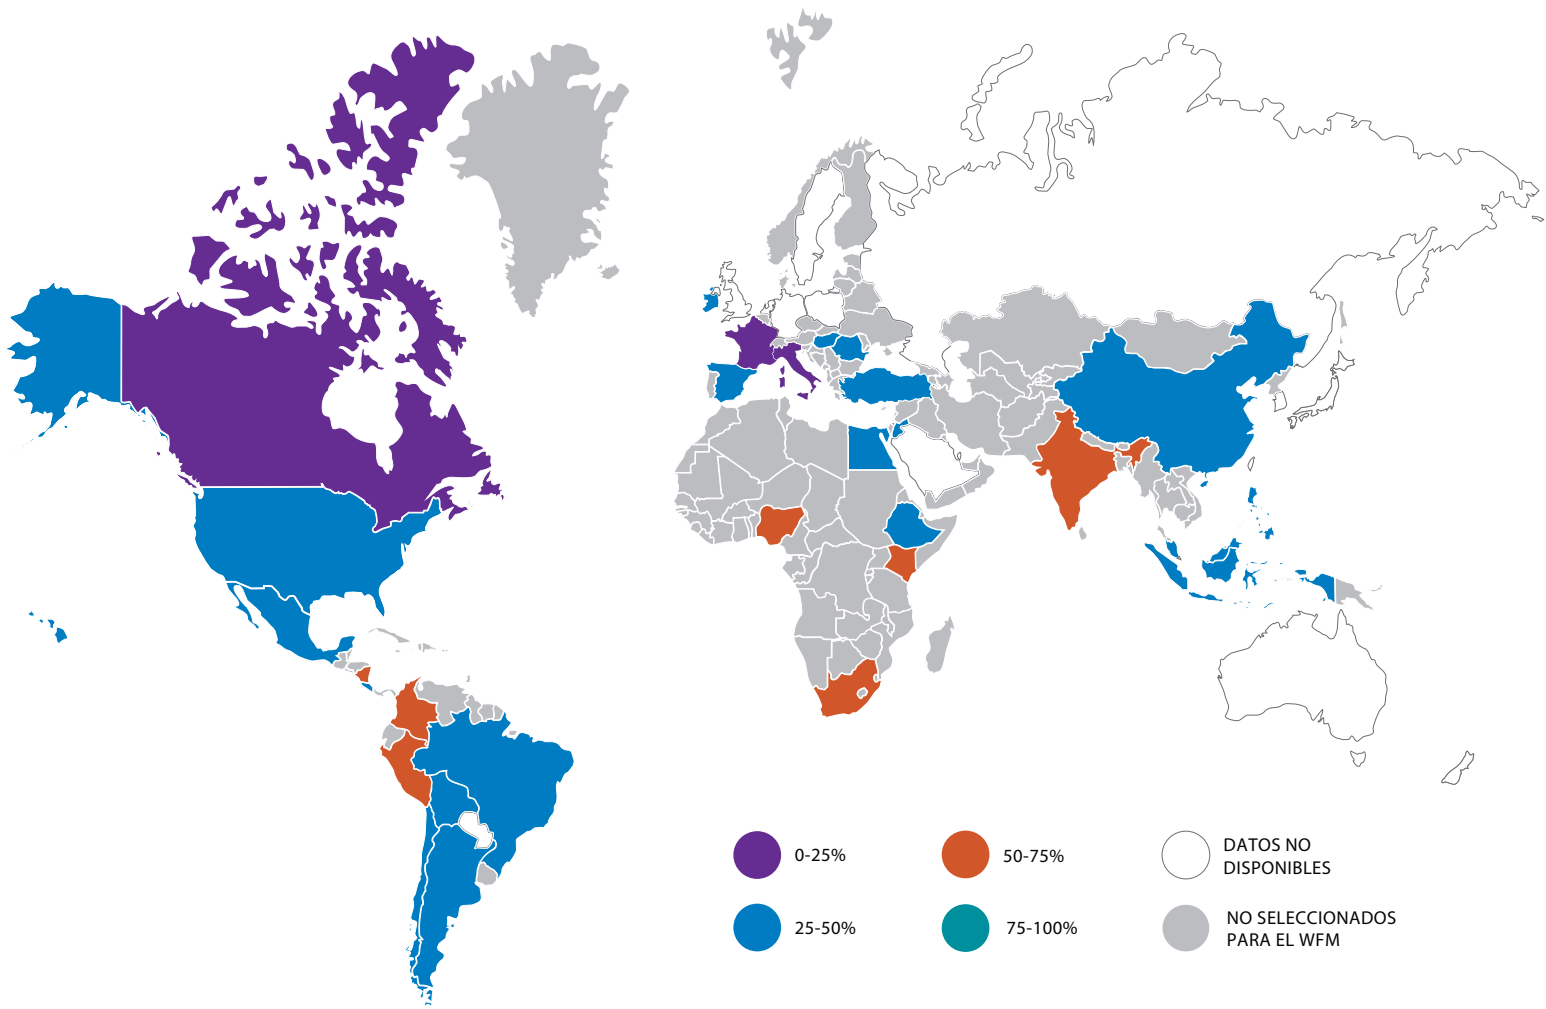 0-25%
25-50%
50-75%
75-100%
DATOS NO
DISPONIBLES
NO SELECCIONADOS
PARA EL WFM